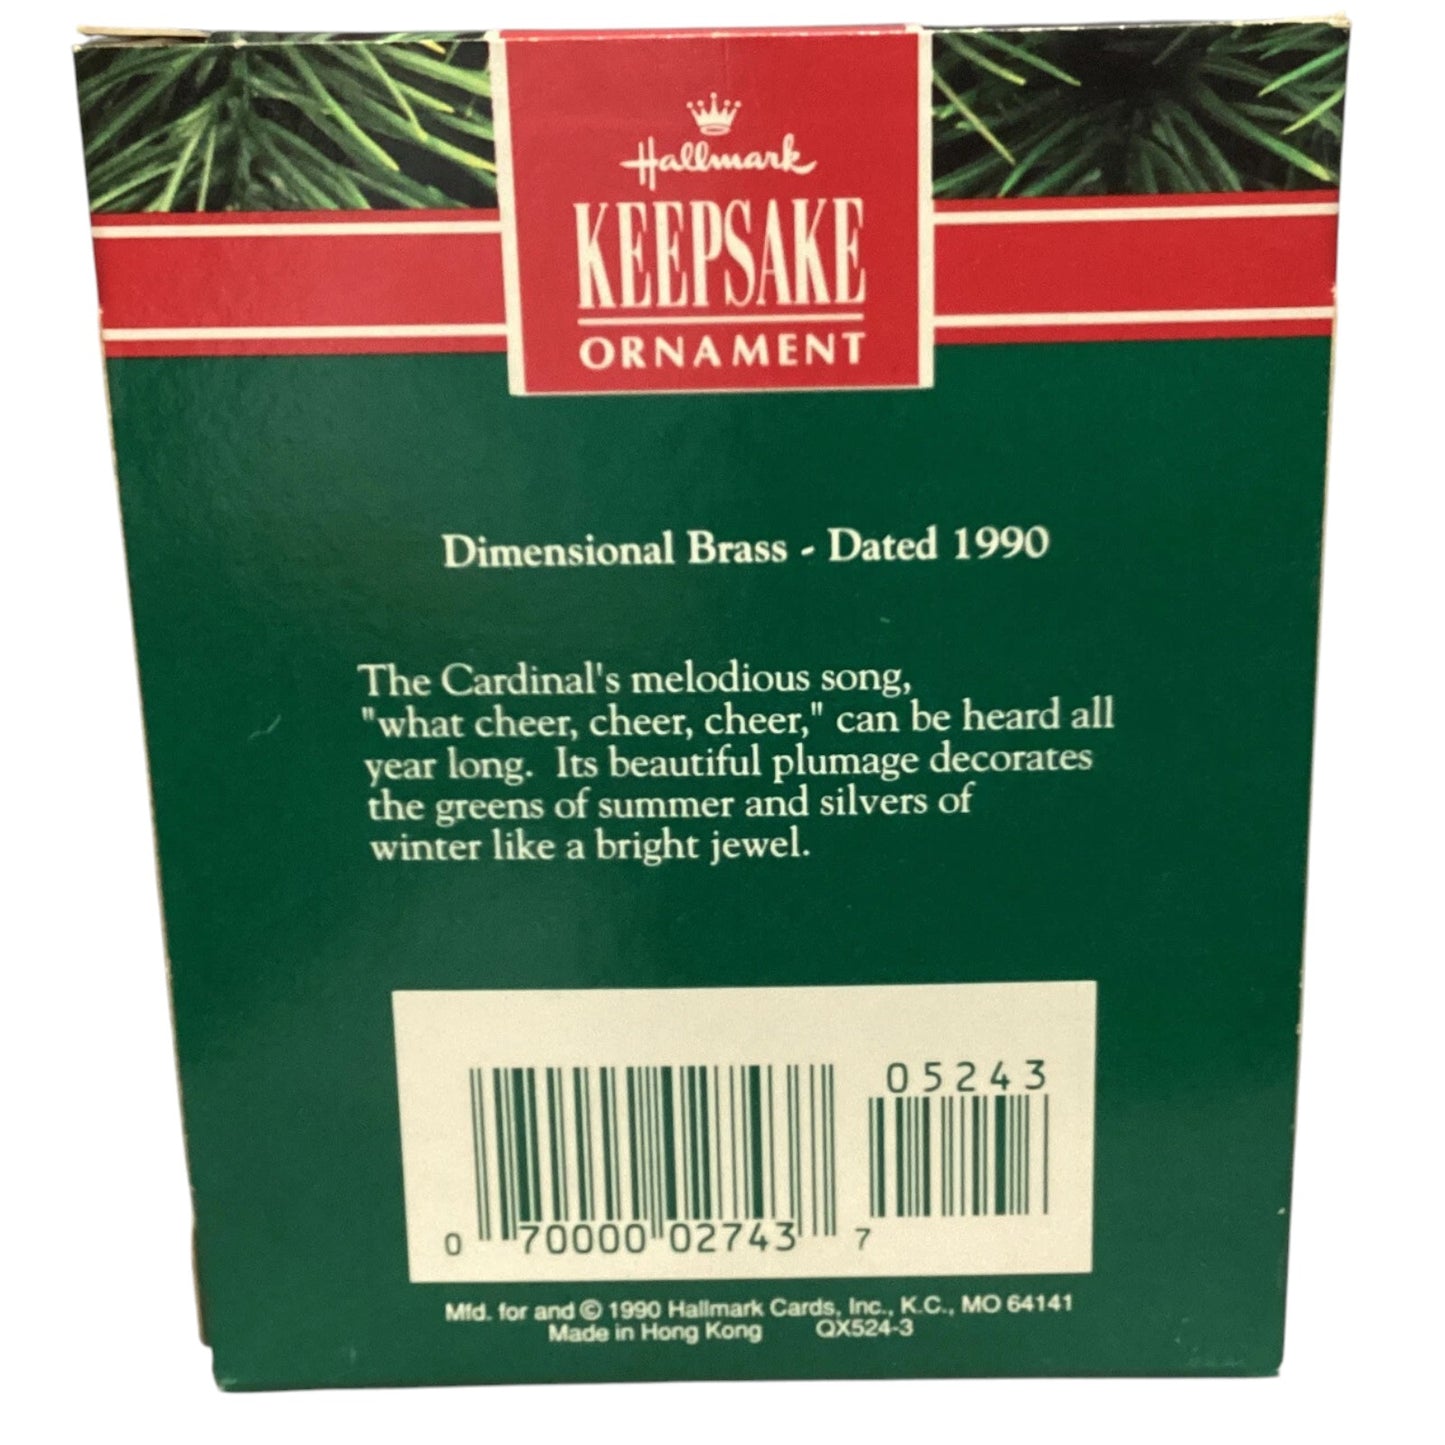 Hallmark
KEEPSAKE
ORNAMENT
Dimensional Brass - Dated 1990
The Cardinal's melodious song,
"what cheer, cheer, cheer," can be heard all
year long.  Its beautiful plumage decorates
the greens of summer and silvers of
winter like a bright jewel.
05243
0 70000 02743 7
Mfd. for and © 1990 Hallmark Cards, Inc., K.C., MO 64141
Made in Hong Kong QX524-3